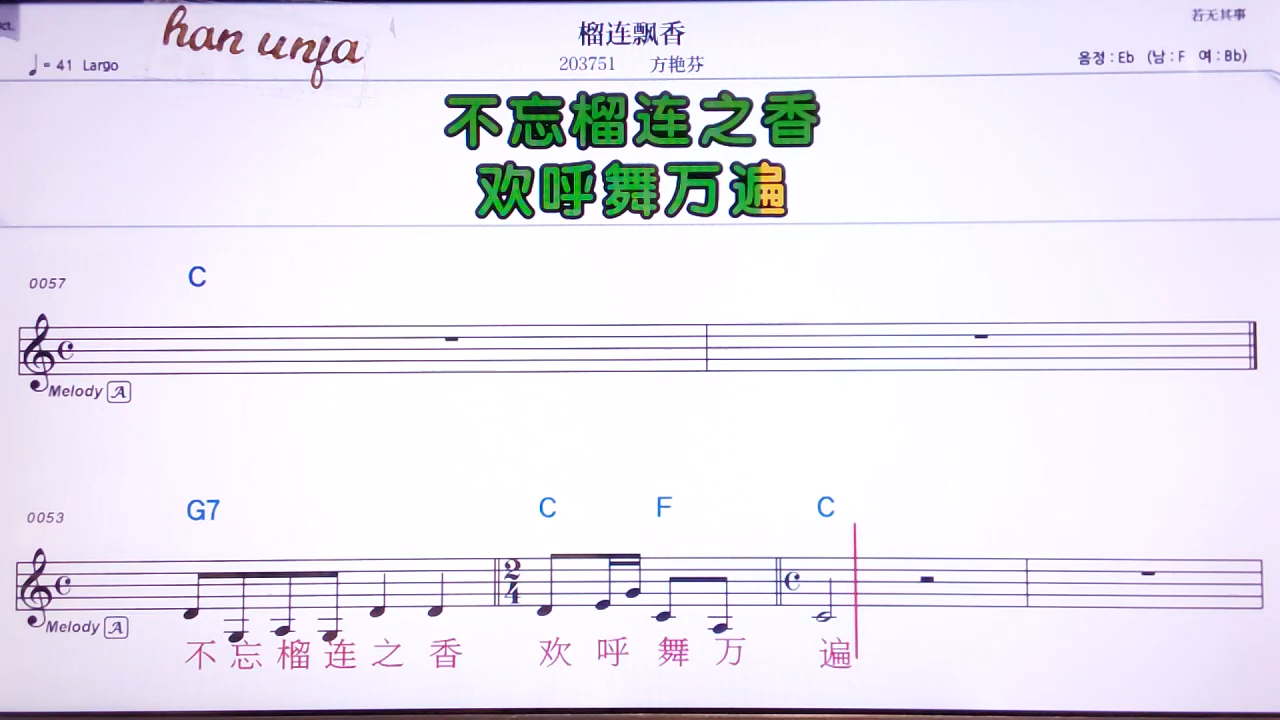 ct.
han unfa
榴连飘香
若无其事
♩= 41 Largo
203751 方艳芬
음정 : Eb (남 : F 여 : Bb)
不忘榴连之香
欢呼舞万遍
0057
C
Melody A
0053
G7 C F C
2
4
Melody A
不忘榴连之香 欢呼舞万 遍